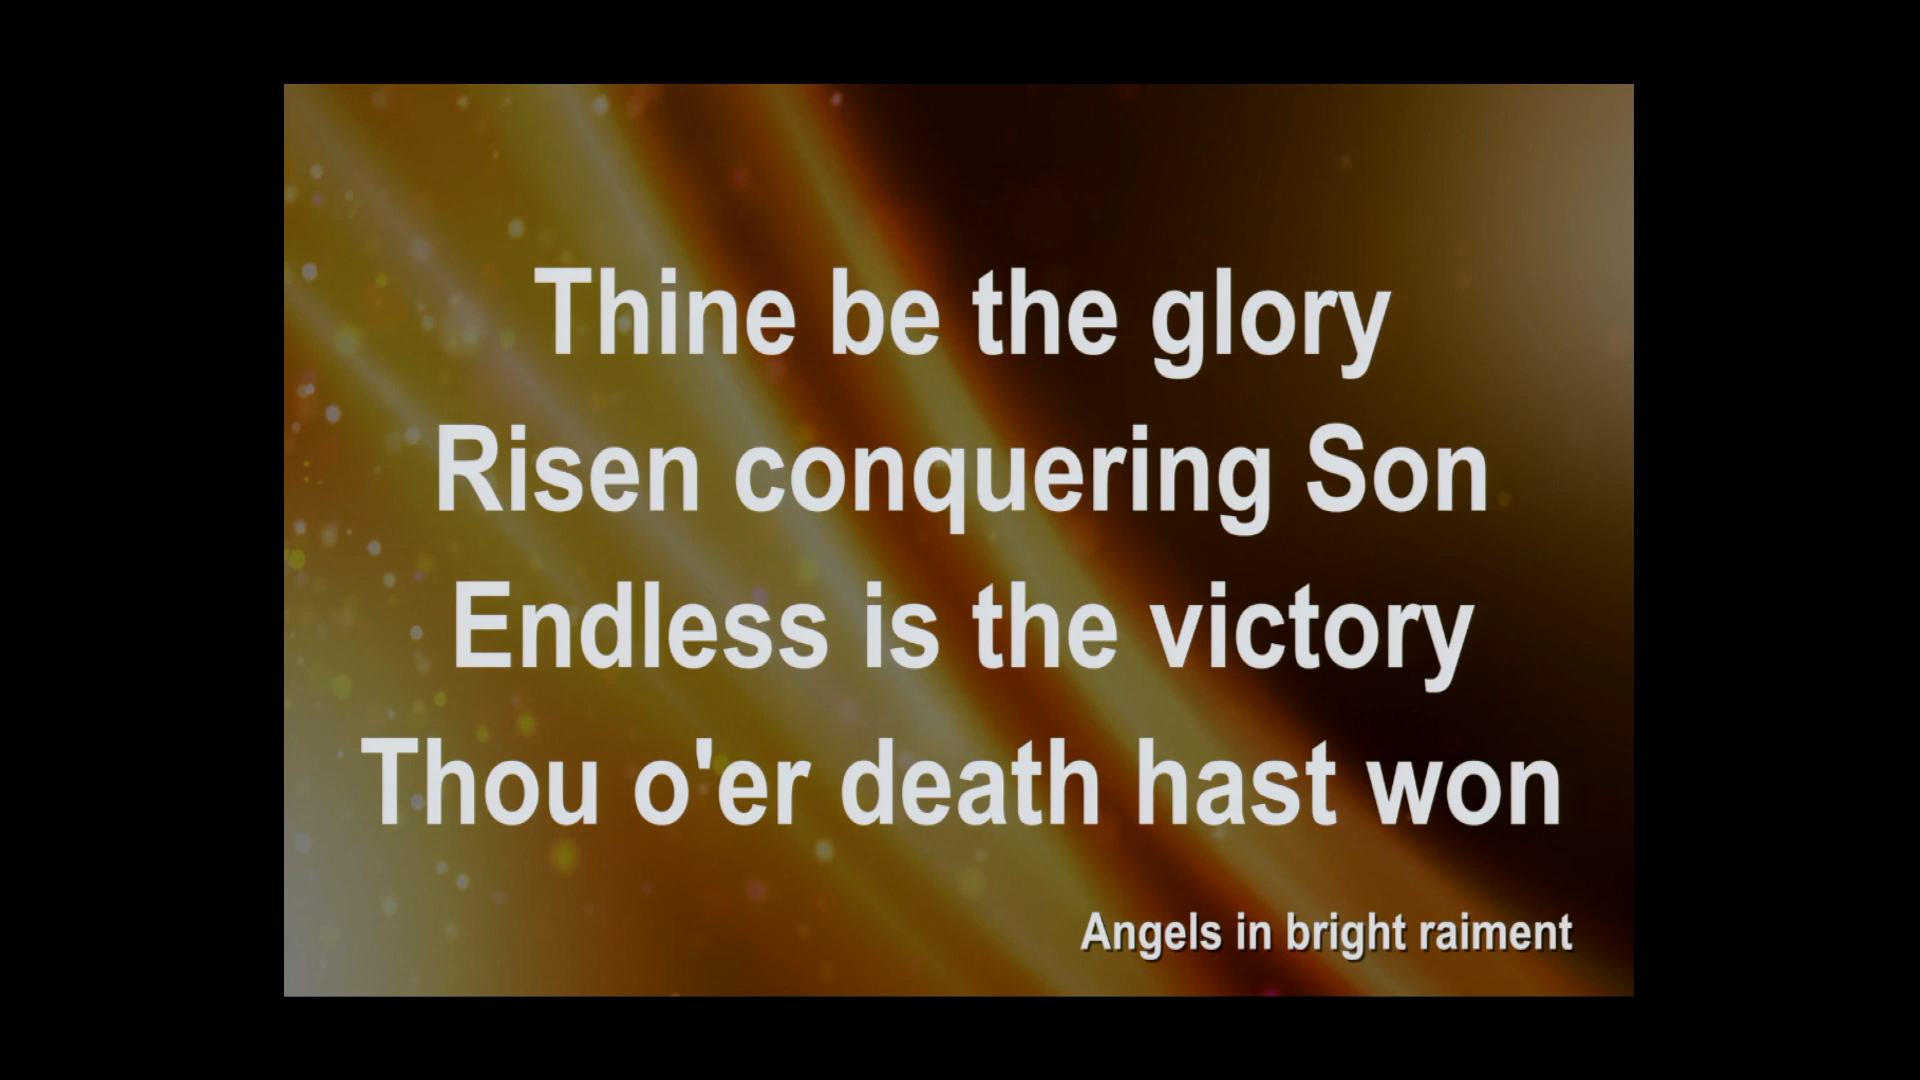 Thine be the glory
Risen conquering Son
Endless is the victory
Thou o'er death hast won
Angels in bright raiment